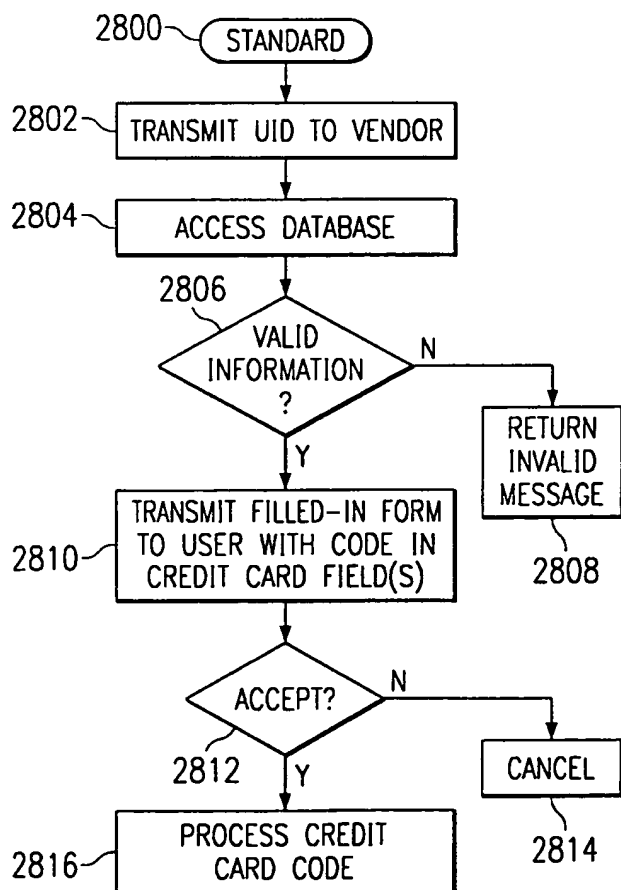 2800
STANDARD
2802
TRANSMIT UID TO VENDOR
2804
ACCESS DATABASE
2806
VALID
INFORMATION
?
N
Y
RETURN
INVALID
MESSAGE
2808
2810
TRANSMIT FILLED-IN FORM
TO USER WITH CODE IN
CREDIT CARD FIELD(S)
ACCEPT?
N
2812
Y
CANCEL
2814
2816
PROCESS CREDIT
CARD CODE